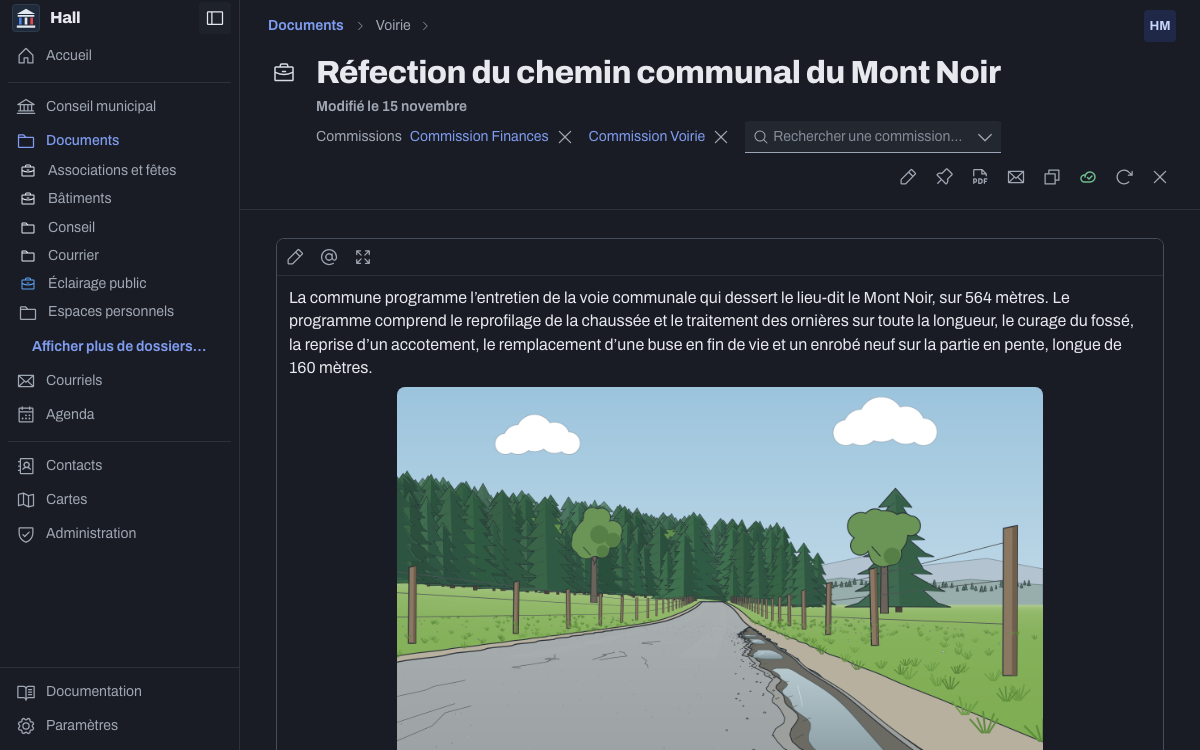 Hall
Accueil
Conseil municipal
Documents
Associations et fêtes
Bâtiments
Conseil
Courrier
Éclairage public
Espaces personnels
Afficher plus de dossiers...
Courriels
Agenda
Contacts
Cartes
Administration
Documentation
Paramètres
Documents
Voirie
HM
Réfection du chemin communal du Mont Noir
Modifié le 15 novembre
Commissions Commission Finances Commission Voirie Rechercher une commission...
PDF
La commune programme l’entretien de la voie communale qui dessert le lieu-dit le Mont Noir, sur 564 mètres. Le
programme comprend le reprofilage de la chaussée et le traitement des ornières sur toute la longueur, le curage du fossé,
la reprise d’un accotement, le remplacement d’une buse en fin de vie et un enrobé neuf sur la partie en pente, longue de
160 mètres.